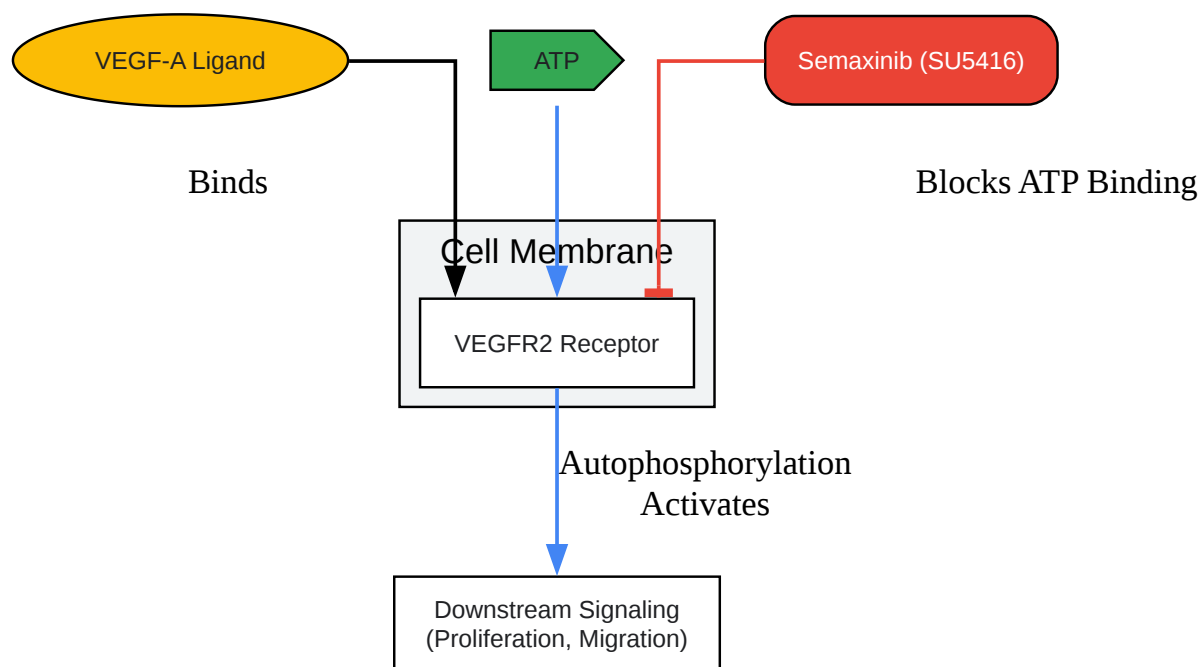 VEGF-A Ligand
ATP
Semaxinib (SU5416)
Binds
Blocks ATP Binding
Cell Membrane
VEGFR2 Receptor
Autophosphorylation
Activates
Downstream Signaling
(Proliferation, Migration)